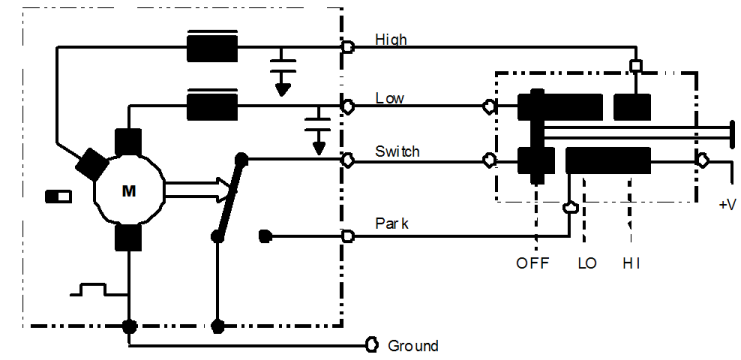 High
Low
Switch
M
Park
+V
OFF LO HI
Ground